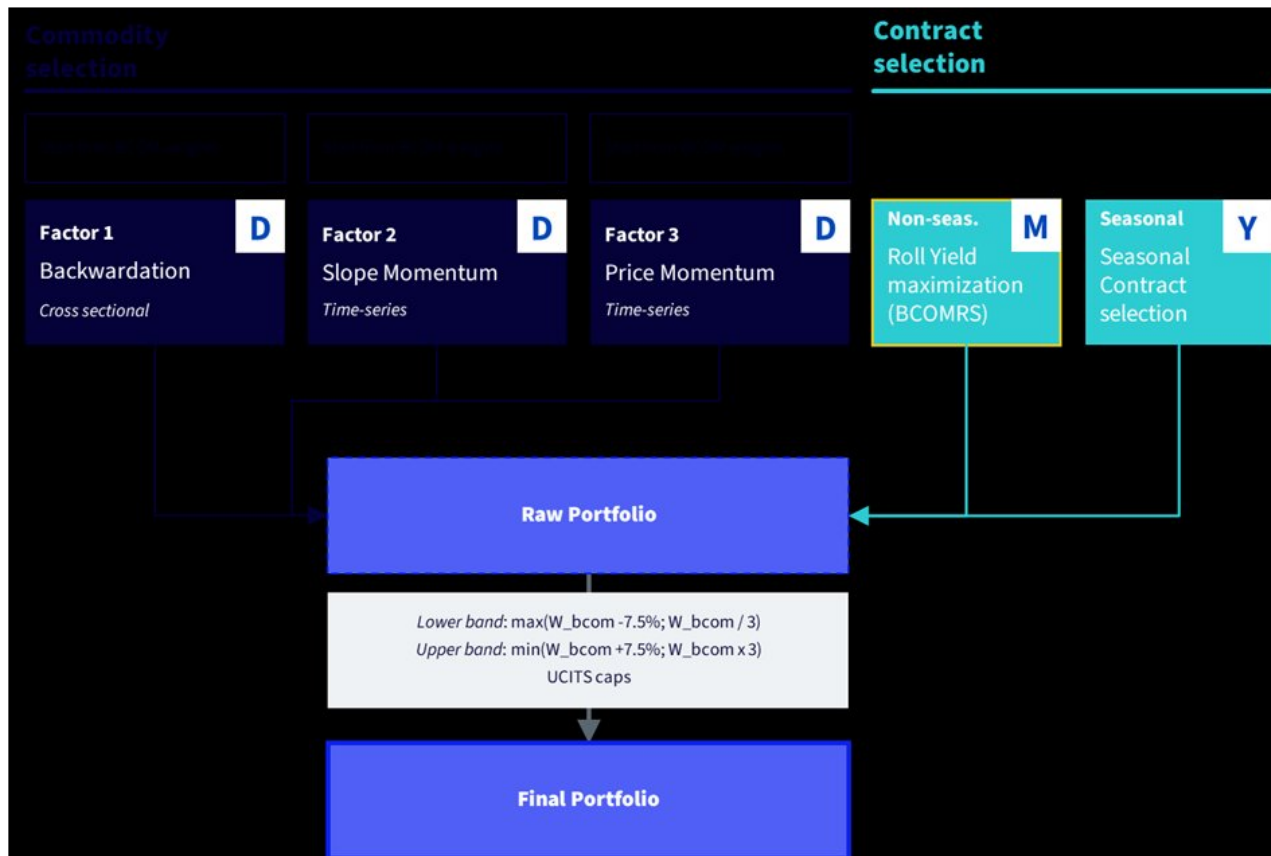 Commodity
selection
Contract
selection
Factor 1
D
Backwardation
Cross sectional
Factor 2
D
Slope Momentum
Time-series
Factor 3
D
Price Momentum
Time-series
Non-seas.
M
Roll Yield
maximization
(BCOMRS)
Seasonal
Y
Seasonal
Contract
selection
Raw Portfolio
Lower band: max(W_bcom -7.5%; W_bcom / 3)
Upper band: min(W_bcom +7.5%; W_bcom x 3)
UCITS caps
Final Portfolio